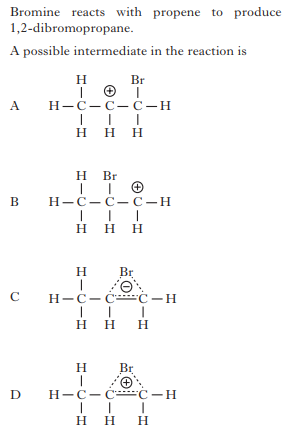 Bromine reacts with propene to produce
1,2-dibromopropane.
A possible intermediate in the reaction is
H Br
⊕
A H–C–C–C–H
H H H
H Br
⊕
B H–C–C–C–H
H H H
H Br
⊖
C H–C–C=C–H
H H H
H Br
⊕
D H–C–C=C–H
H H H